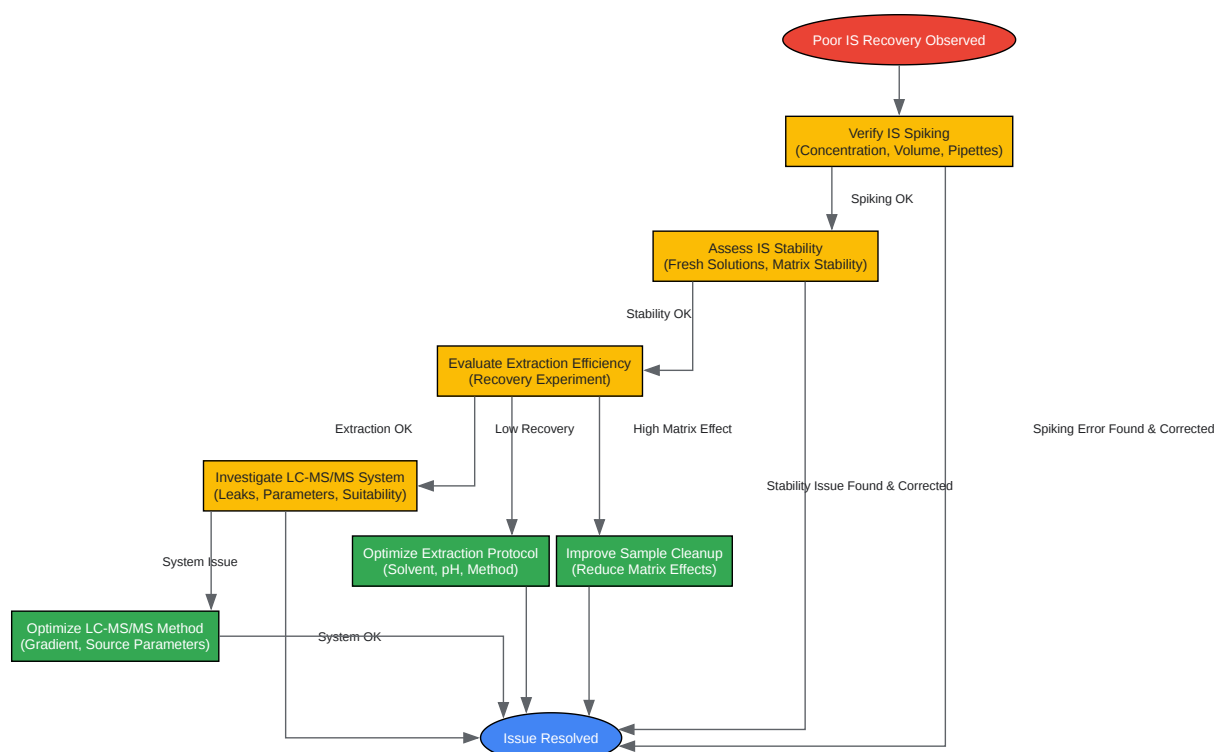 Poor IS Recovery Observed
Verify IS Spiking
(Concentration, Volume, Pipettes)
Spiking OK
Assess IS Stability
(Fresh Solutions, Matrix Stability)
Stability OK
Evaluate Extraction Efficiency
(Recovery Experiment)
Extraction OK
Low Recovery
High Matrix Effect
Spiking Error Found & Corrected
Investigate LC-MS/MS System
(Leaks, Parameters, Suitability)
Stability Issue Found & Corrected
System Issue
Optimize Extraction Protocol
(Solvent, pH, Method)
Improve Sample Cleanup
(Reduce Matrix Effects)
Optimize LC-MS/MS Method
(Gradient, Source Parameters)
System OK
Issue Resolved